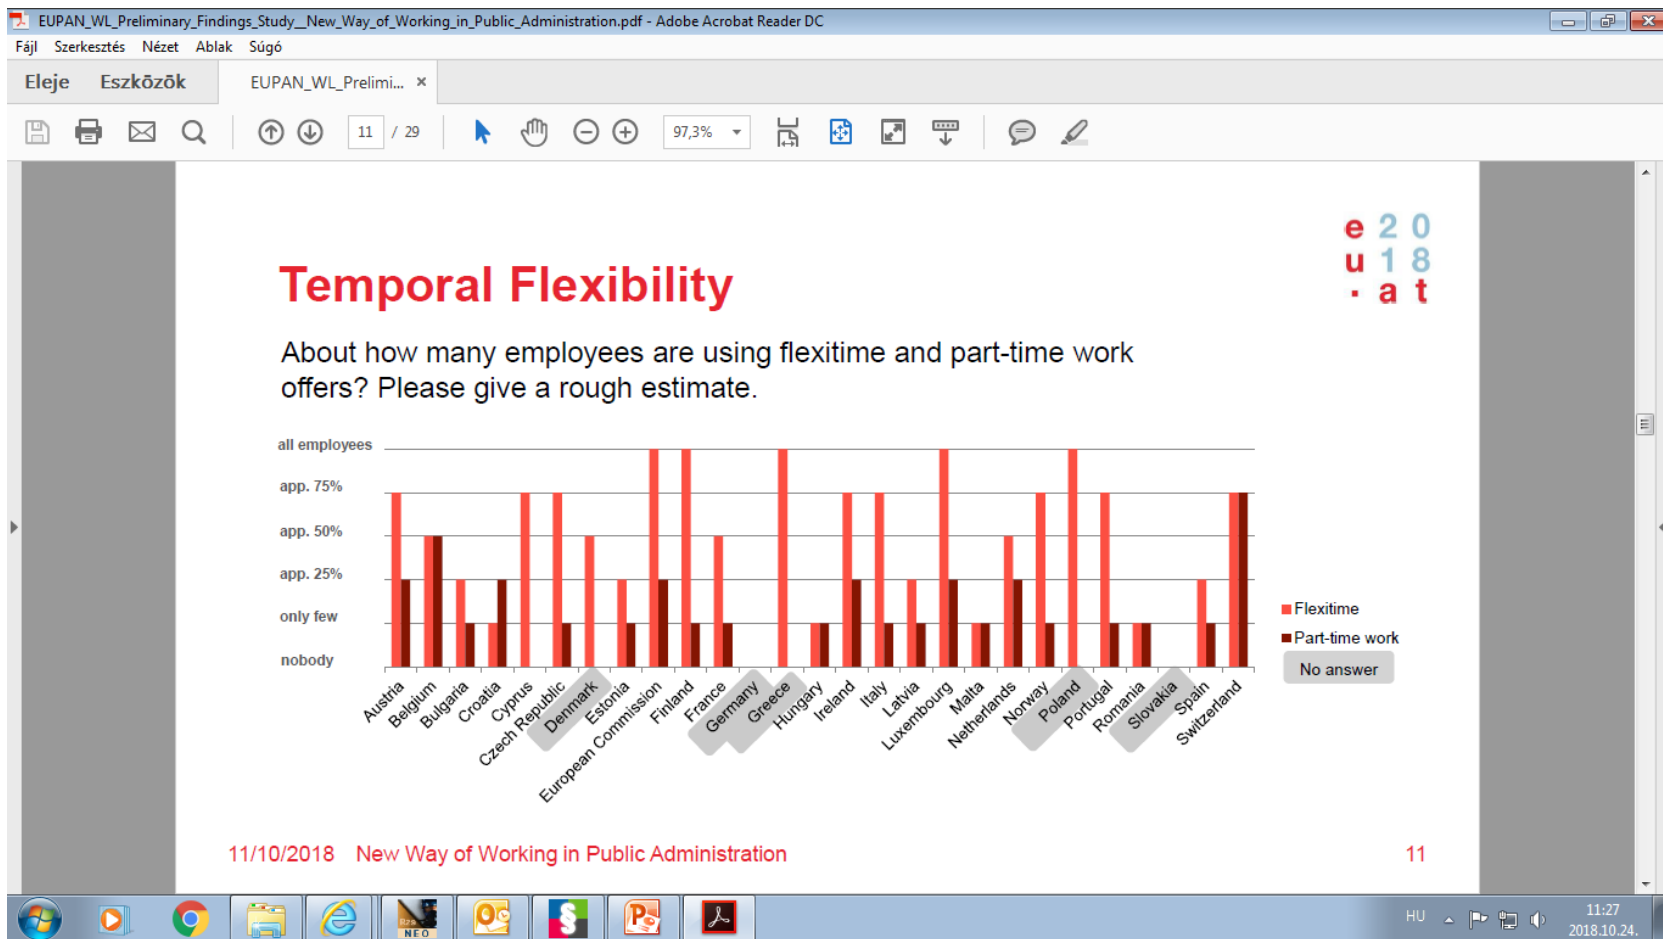 EUPAN_WL_Preliminary_Findings_Study__New_Way_of_Working_in_Public_Administration.pdf - Adobe Acrobat Reader DC
Fájl Szerkesztés Nézet Ablak Súgó
Eleje Eszközök EUPAN_WL_Prelimi... ×
11 / 29 97,3%
e 2 0
u 1 8
. a t
Temporal Flexibility
About how many employees are using flexitime and part-time work
offers? Please give a rough estimate.
all employees
app. 75%
app. 50%
app. 25%
only few
nobody
Austria
Belgium
Bulgaria
Croatia
Cyprus
Czech Republic
Denmark
Estonia
European Commission
Finland
France
Germany
Greece
Hungary
Ireland
Italy
Latvia
Luxembourg
Malta
Netherlands
Norway
Poland
Portugal
Romania
Slovakia
Spain
Switzerland
Flexitime
Part-time work
No answer
11/10/2018 New Way of Working in Public Administration 11
NEO
HU 11:27
2018.10.24.